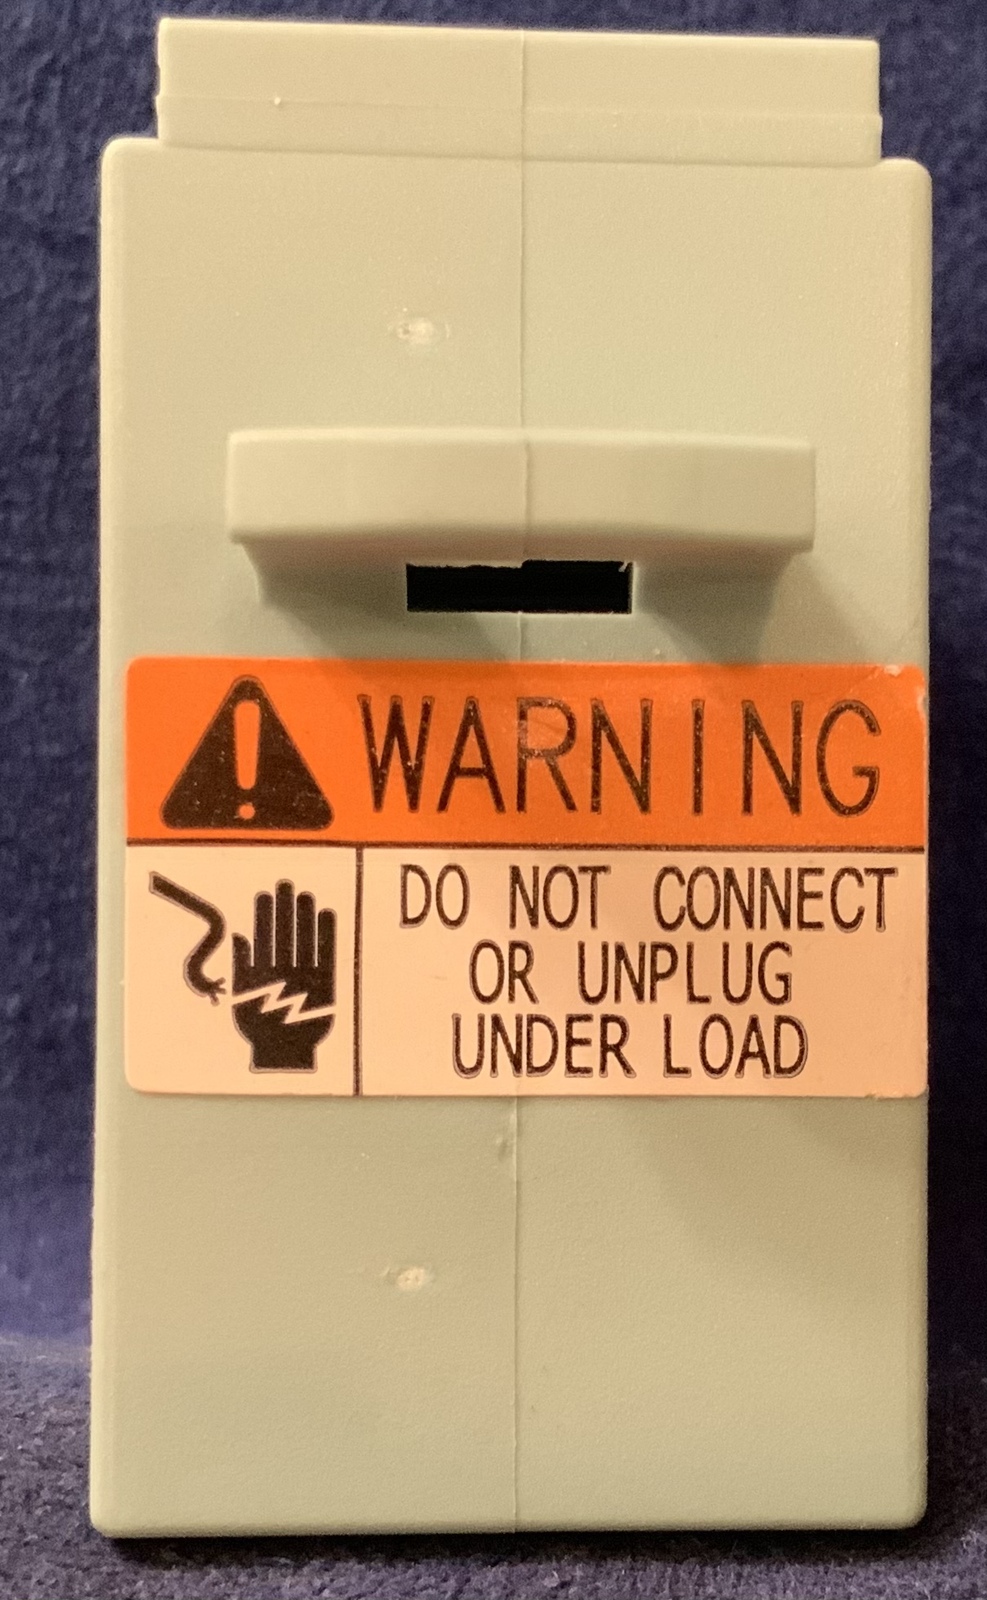 WARNING
DO NOT CONNECT
OR UNPLUG
UNDER LOAD